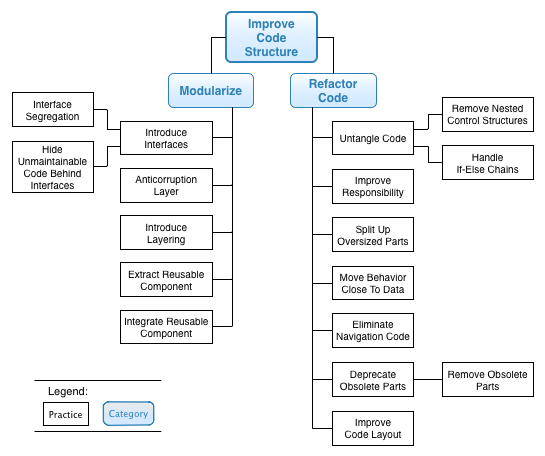 Improve
Code
Structure
Modularize
Refactor
Code
Interface
Segregation
Hide
Unmaintainable
Code Behind
Interfaces
Introduce
Interfaces
Anticorruption
Layer
Introduce
Layering
Extract Reusable
Component
Integrate Reusable
Component
Untangle Code
Remove Nested
Control Structures
Handle
If-Else Chains
Improve
Responsibility
Split Up
Oversized Parts
Move Behavior
Close To Data
Eliminate
Navigation Code
Deprecate
Obsolete Parts
Remove Obsolete
Parts
Improve
Code Layout
Legend:
Practice
Category